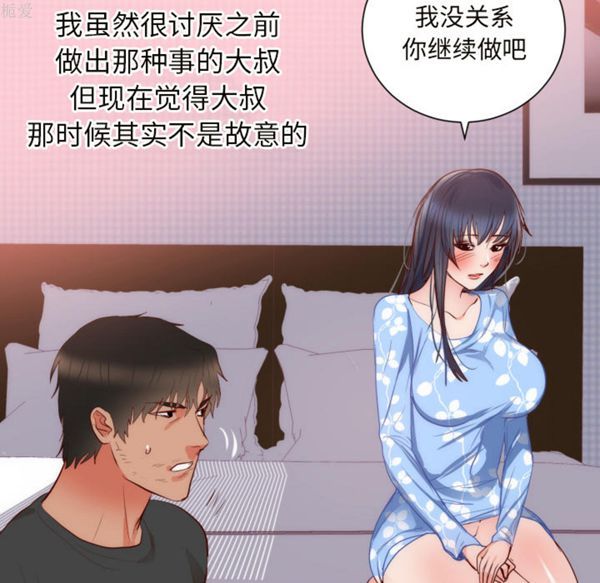 栀爱
我虽然很讨厌之前
做出那种事的大叔
但现在觉得大叔
那时候其实不是故意的
我没关系
你继续做吧